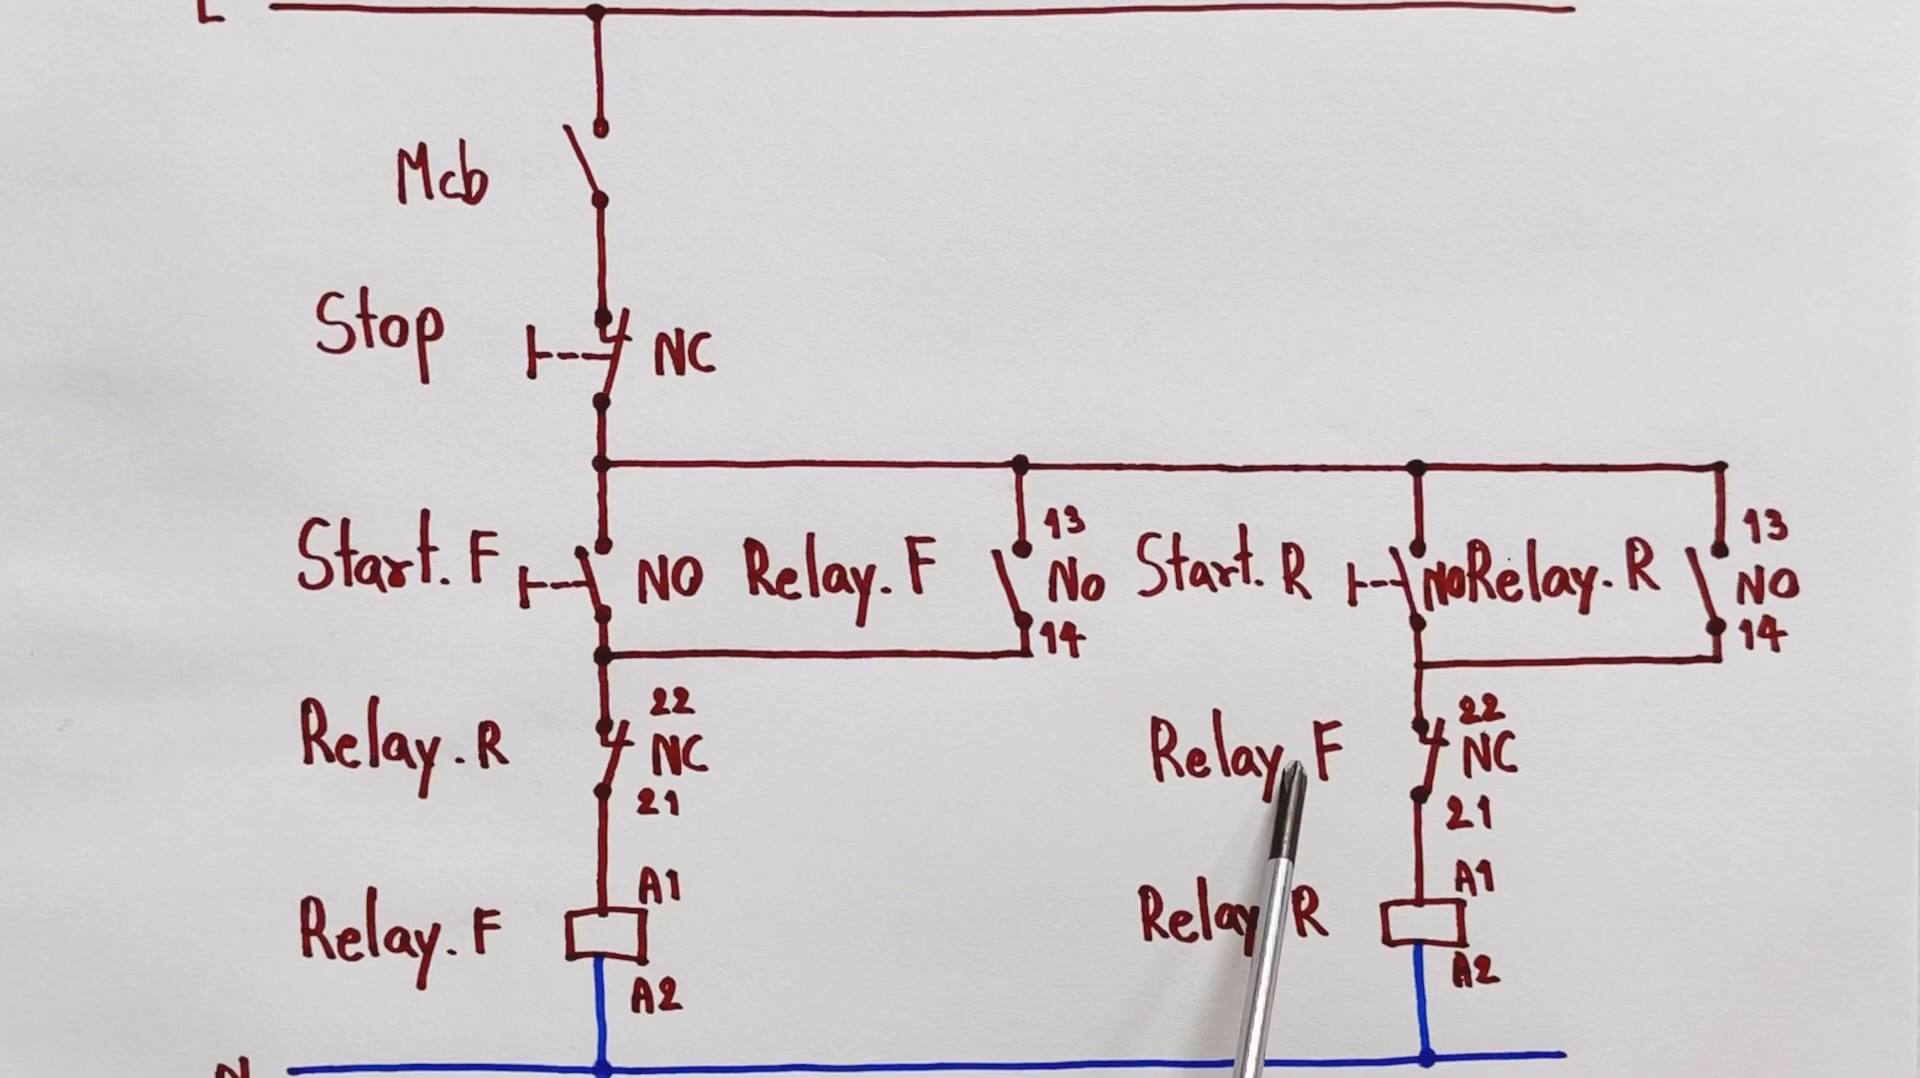 L
Mcb
Stop
NC
Start. F
NO
Relay. F
13
No
14
Start. R
NO
Relay. R
13
NO
14
Relay. R
22
NC
21
Relay. F
22
NC
21
Relay. F
A1
A2
Relay R
A1
A2
N